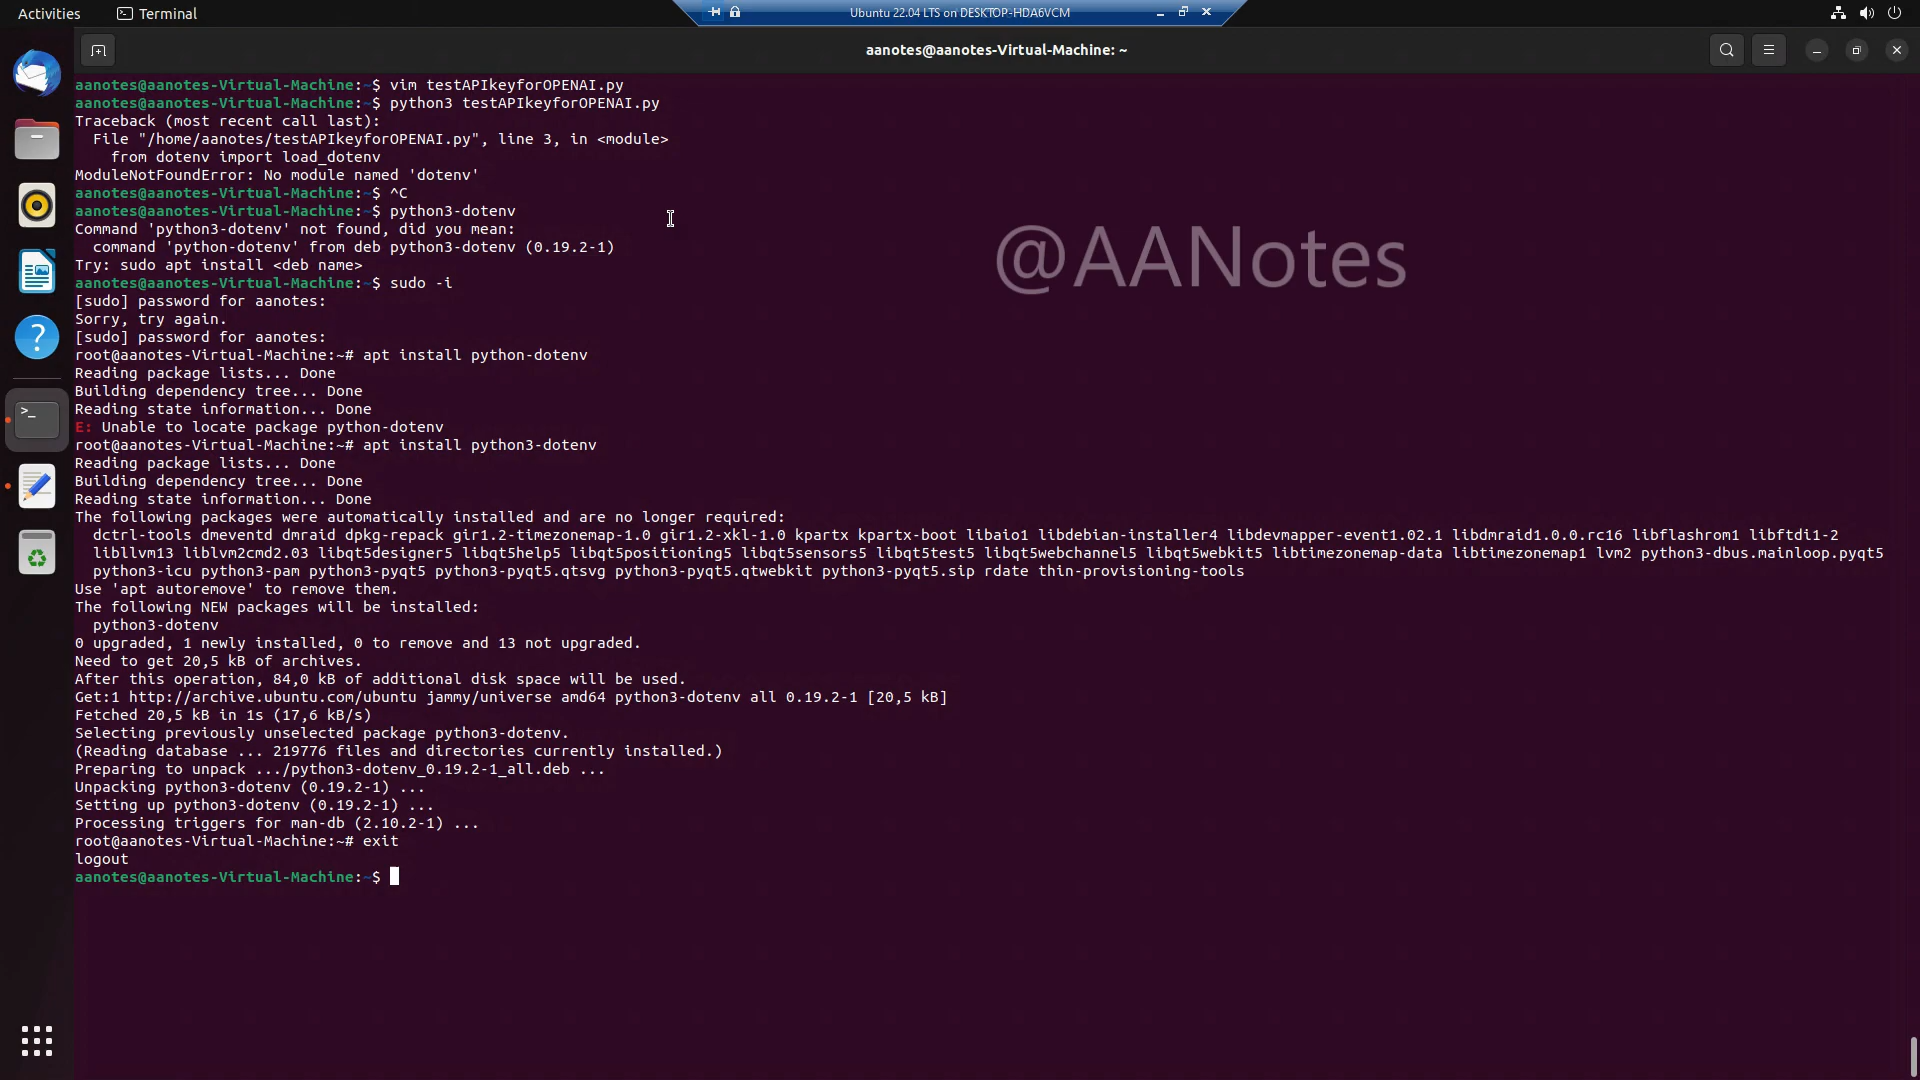 Activities Terminal
Ubuntu 22.04 LTS on DESKTOP-HDA6VCM
aanotes@aanotes-Virtual-Machine: ~
aanotes@aanotes-Virtual-Machine:~$ vim testAPIkeyforOPENAI.py
aanotes@aanotes-Virtual-Machine:~$ python3 testAPIkeyforOPENAI.py
Traceback (most recent call last):
File "/home/aanotes/testAPIkeyforOPENAI.py", line 3, in <module>
from dotenv import load_dotenv
ModuleNotFoundError: No module named 'dotenv'
aanotes@aanotes-Virtual-Machine:~$ ^C
aanotes@aanotes-Virtual-Machine:~$ python3-dotenv
Command 'python3-dotenv' not found, did you mean:
command 'python-dotenv' from deb python3-dotenv (0.19.2-1)
Try: sudo apt install <deb name>
@AANotes
aanotes@aanotes-Virtual-Machine:~$ sudo -i
[sudo] password for aanotes:
Sorry, try again.
[sudo] password for aanotes:
root@aanotes-Virtual-Machine:~# apt install python-dotenv
Reading package lists... Done
Building dependency tree... Done
Reading state information... Done
E: Unable to locate package python-dotenv
root@aanotes-Virtual-Machine:~# apt install python3-dotenv
Reading package lists... Done
Building dependency tree... Done
Reading state information... Done
The following packages were automatically installed and are no longer required:
dctrl-tools dmeventd dmraid dpkg-repack gir1.2-timezonemap-1.0 gir1.2-xkl-1.0 kpartx kpartx-boot libaio1 libdebian-installer4 libdevmapper-event1.02.1 libdmraid1.0.0.rc16 libflashrom1 libftdi1-2
libllvm13 liblvm2cmd2.03 libqt5designer5 libqt5help5 libqt5positioning5 libqt5sensors5 libqt5test5 libqt5webchannel5 libqt5webkit5 libtimezonemap-data libtimezonemap1 lvm2 python3-dbus.mainloop.pyqt5
python3-icu python3-pam python3-pyqt5 python3-pyqt5.qtsvg python3-pyqt5.qtwebkit python3-pyqt5.sip rdate thin-provisioning-tools
Use 'apt autoremove' to remove them.
The following NEW packages will be installed:
python3-dotenv
0 upgraded, 1 newly installed, 0 to remove and 13 not upgraded.
Need to get 20,5 kB of archives.
After this operation, 84,0 kB of additional disk space will be used.
Get:1 http://archive.ubuntu.com/ubuntu jammy/universe amd64 python3-dotenv all 0.19.2-1 [20,5 kB]
Fetched 20,5 kB in 1s (17,6 kB/s)
Selecting previously unselected package python3-dotenv.
(Reading database ... 219776 files and directories currently installed.)
Preparing to unpack .../python3-dotenv_0.19.2-1_all.deb ...
Unpacking python3-dotenv (0.19.2-1) ...
Setting up python3-dotenv (0.19.2-1) ...
Processing triggers for man-db (2.10.2-1) ...
root@aanotes-Virtual-Machine:~# exit
logout
aanotes@aanotes-Virtual-Machine:~$